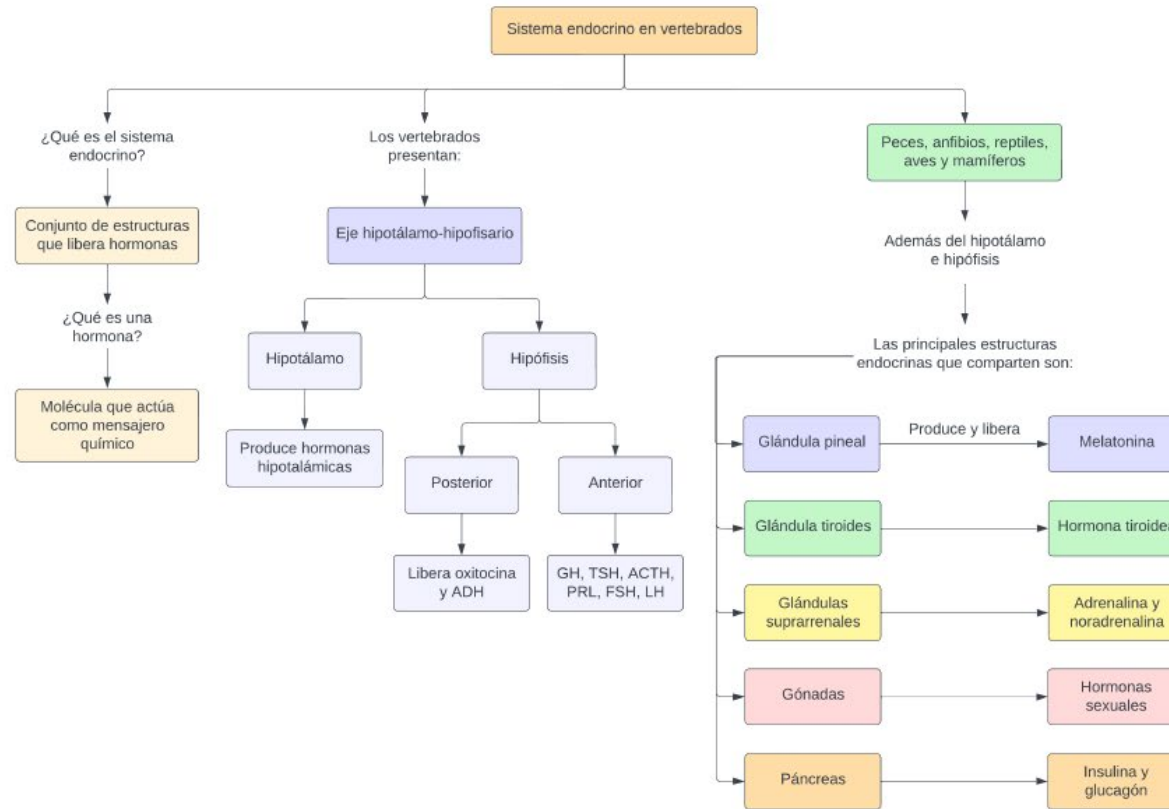 Sistema endocrino en vertebrados
¿Qué es el sistema
endocrino?
Conjunto de estructuras
que libera hormonas
¿Qué es una
hormona?
Molécula que actúa
como mensajero
químico
Los vertebrados
presentan:
Eje hipotálamo-hipofisario
Hipotálamo
Produce hormonas
hipotalámicas
Hipófisis
Posterior
Libera oxitocina
y ADH
Anterior
GH, TSH, ACTH,
PRL, FSH, LH
Peces, anfibios, reptiles,
aves y mamíferos
Además del hipotálamo
e hipófisis
Las principales estructuras
endocrinas que comparten son:
Glándula pineal
Produce y libera
Melatonina
Glándula tiroides
Hormona tiroidea
Glándulas
suprarrenales
Adrenalina y
noradrenalina
Gónadas
Hormonas
sexuales
Páncreas
Insulina y
glucagón